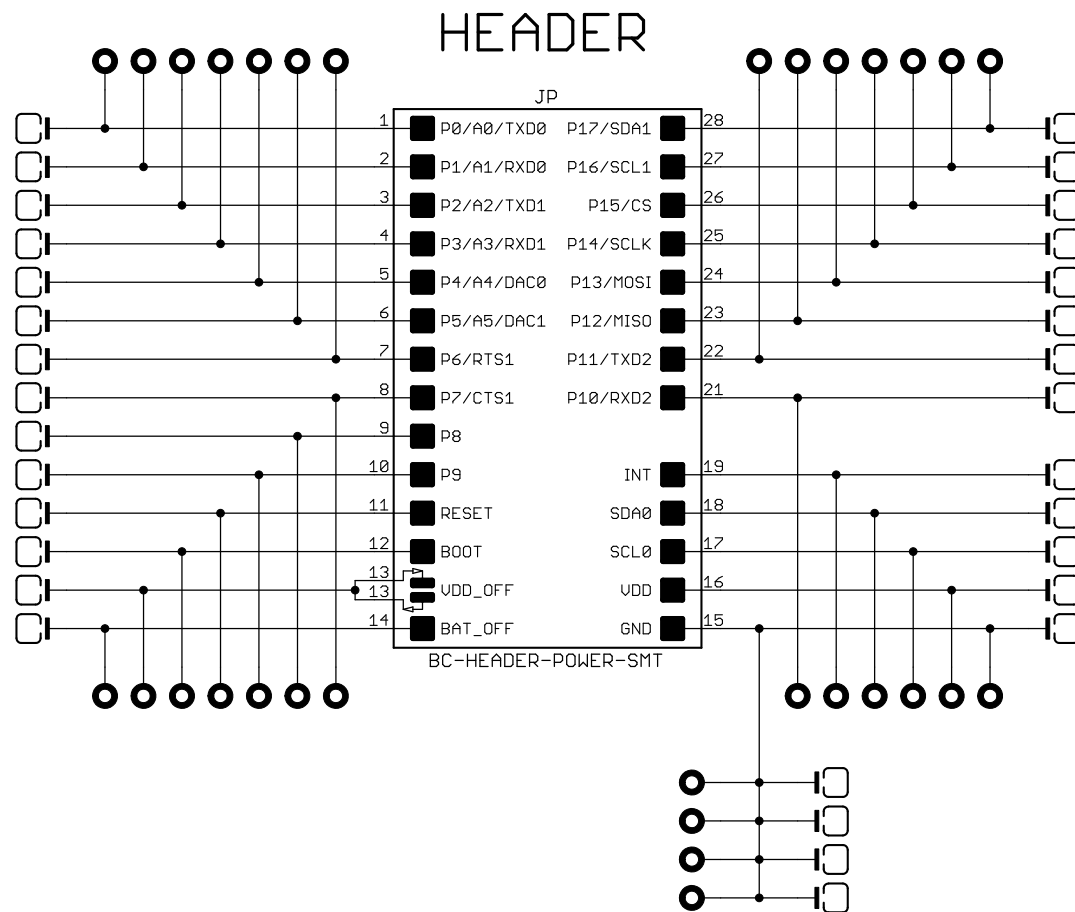 HEADER
JP
1 P0/A0/TXD0 P17/SDA1 28
2 P1/A1/RXD0 P16/SCL1 27
3 P2/A2/TXD1 P15/CS 26
4 P3/A3/RXD1 P14/SCLK 25
5 P4/A4/DAC0 P13/MOSI 24
6 P5/A5/DAC1 P12/MISO 23
7 P6/RTS1 P11/TXD2 22
8 P7/CTS1 P10/RXD2 21
9 P8
10 P9 INT 19
11 RESET SDA0 18
12 BOOT SCL0 17
13
13 VDD_OFF VDD 16
14 BAT_OFF GND 15
BC-HEADER-POWER-SMT